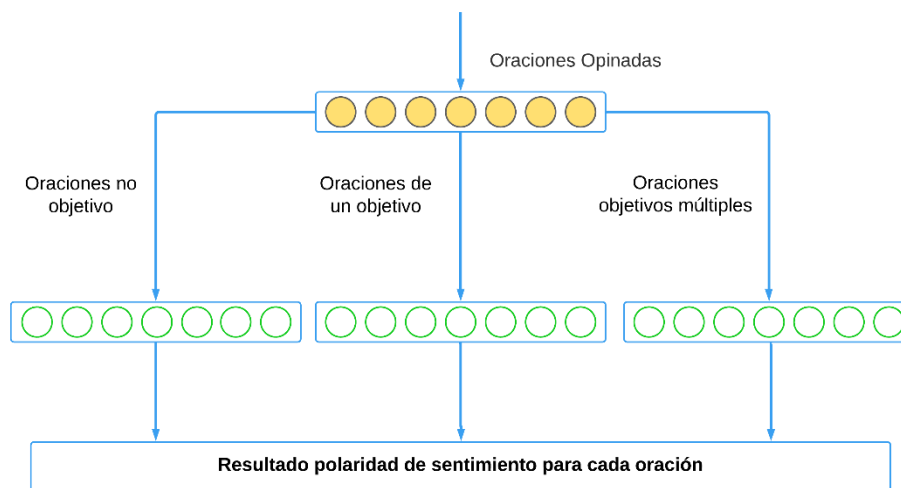 Oraciones Opinadas
Oraciones no
objetivo
Oraciones de
un objetivo
Oraciones
objetivos múltiples
Resultado polaridad de sentimiento para cada oración